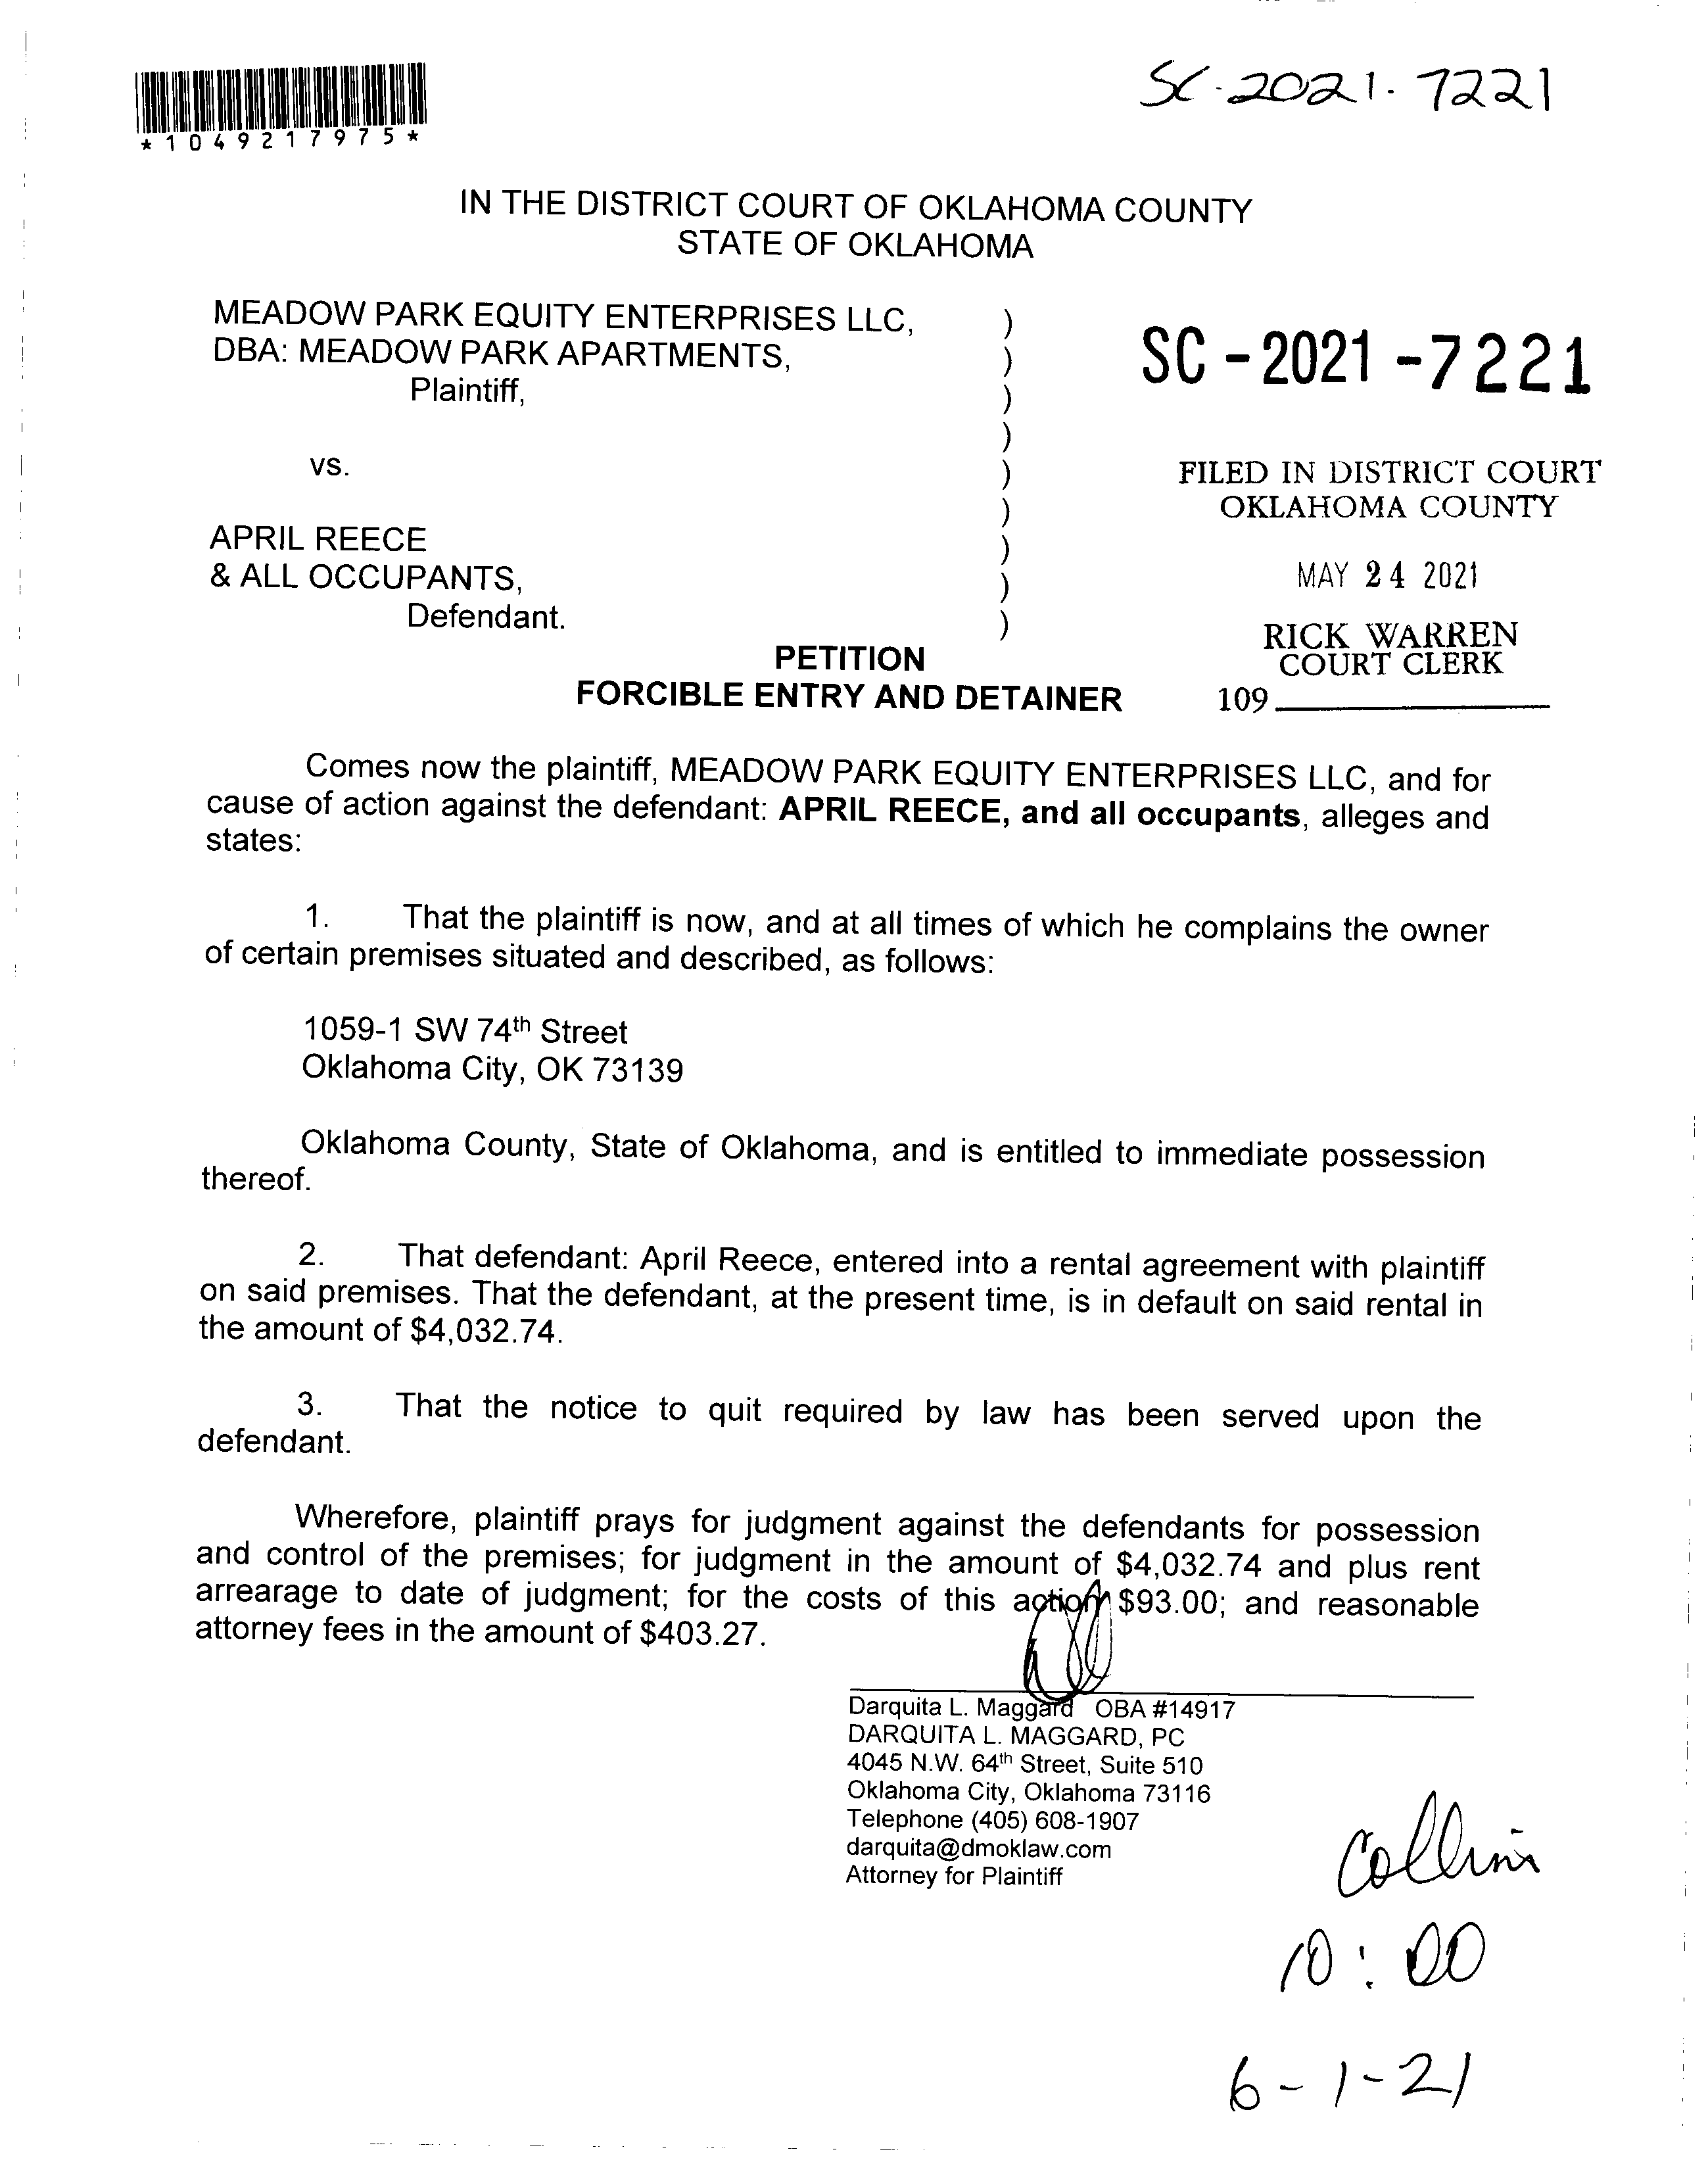 SC-2021-7221
*1049217975*
IN THE DISTRICT COURT OF OKLAHOMA COUNTY
STATE OF OKLAHOMA
MEADOW PARK EQUITY ENTERPRISES LLC, )
DBA: MEADOW PARK APARTMENTS, )
Plaintiff, )
)
vs. )
)
APRIL REECE )
& ALL OCCUPANTS, )
Defendant. )
SC-2021-7221
FILED IN DISTRICT COURT
OKLAHOMA COUNTY
MAY 24 2021
RICK WARREN
COURT CLERK
109
PETITION
FORCIBLE ENTRY AND DETAINER
Comes now the plaintiff, MEADOW PARK EQUITY ENTERPRISES LLC, and for
cause of action against the defendant: APRIL REECE, and all occupants, alleges and
states:
1. That the plaintiff is now, and at all times of which he complains the owner
of certain premises situated and described, as follows:
1059-1 SW 74th Street
Oklahoma City, OK 73139
Oklahoma County, State of Oklahoma, and is entitled to immediate possession
thereof.
2. That defendant: April Reece, entered into a rental agreement with plaintiff
on said premises. That the defendant, at the present time, is in default on said rental in
the amount of $4,032.74.
3. That the notice to quit required by law has been served upon the
defendant.
Wherefore, plaintiff prays for judgment against the defendants for possession
and control of the premises; for judgment in the amount of $4,032.74 and plus rent
arrearage to date of judgment; for the costs of this action $93.00; and reasonable
attorney fees in the amount of $403.27.
Darquita L. Maggard OBA #14917
DARQUITA L. MAGGARD, PC
4045 N.W. 64th Street, Suite 510
Oklahoma City, Oklahoma 73116
Telephone (405) 608-1907
darquita@dmoklaw.com
Attorney for Plaintiff
10:00
6-1-21